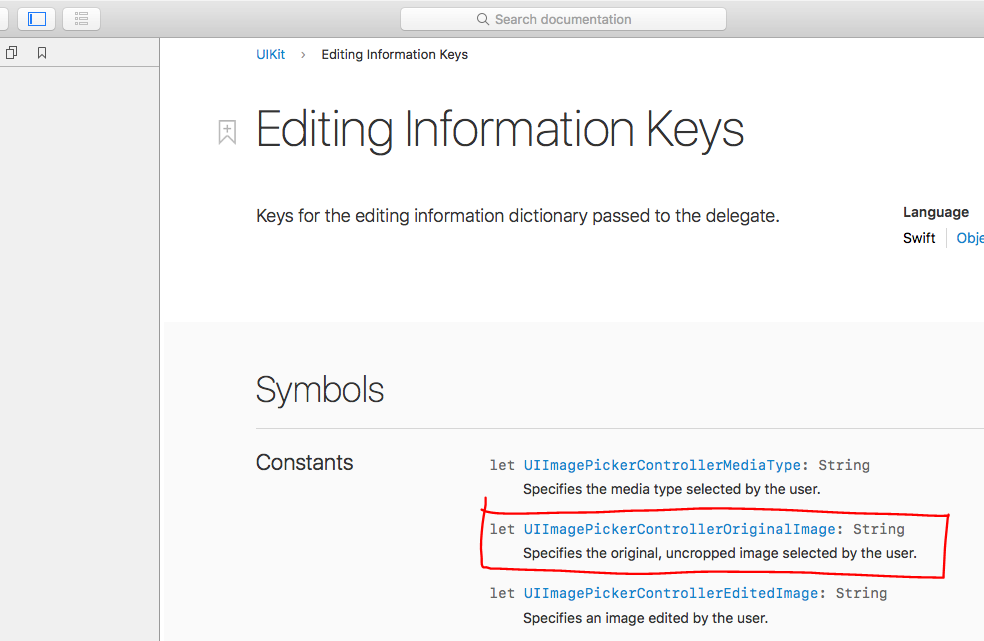 Search documentation
UIKit › Editing Information Keys
Editing Information Keys
Keys for the editing information dictionary passed to the delegate.
Language
Swift
Obje
Symbols
Constants
let UIImagePickerControllerMediaType: String
Specifies the media type selected by the user.
let UIImagePickerControllerOriginalImage: String
Specifies the original, uncropped image selected by the user.
let UIImagePickerControllerEditedImage: String
Specifies an image edited by the user.